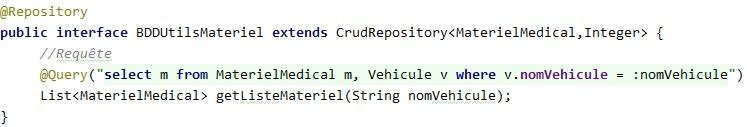 @Repository
public interface BDDUtilsMateriel extends CrudRepository<MaterielMedical,Integer> {
//Requête
@Query("select m from MaterielMedical m, Vehicule v where v.nomVehicule = :nomVehicule")
List<MaterielMedical> getListeMateriel(String nomVehicule);
}